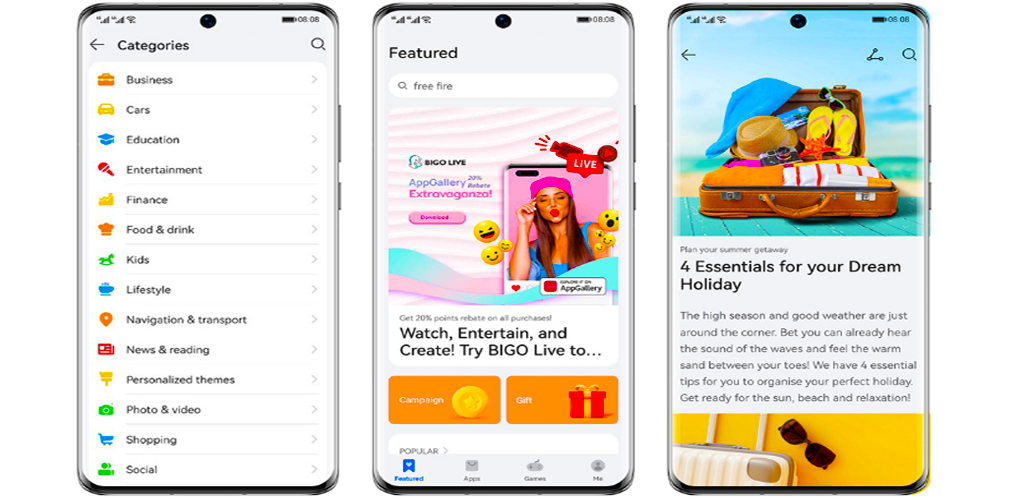 08:08
Categories
Business
Cars
Education
Entertainment
Finance
Food & drink
Kids
Lifestyle
Navigation & transport
News & reading
Personalized themes
Photo & video
Shopping
Social
08:08
Featured
free fire
BIGO LIVE
LIVE
AppGallery 20%
Rebate
Extravaganza!
Download
EXPLORE IT ON
AppGallery
Get 20% points rebate on all purchases!
Watch, Entertain, and
Create! Try BIGO Live to...
Campaign
Gift
POPULAR
Featured
Apps
Games
Me
08:08
Plan your summer getaway
4 Essentials for your Dream
Holiday
The high season and good weather are just
around the corner. Bet you can already hear
the sound of the waves and feel the warm
sand between your toes! We have 4 essential
tips for you to organise your perfect holiday.
Get ready for the sun, beach and relaxation!